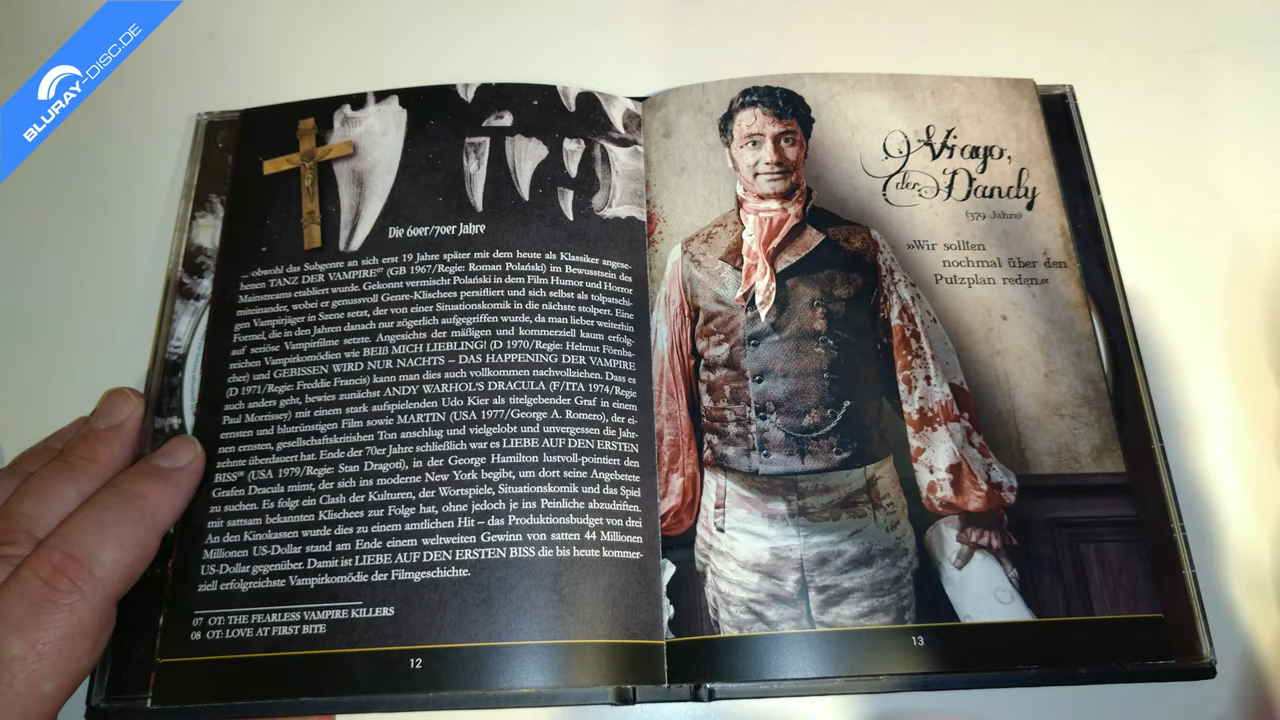 BLURAY-DISC.DE
Die 60er/70er Jahre
... obwohl das Subgenre an sich erst 19 Jahre später mit dem heute als Klassiker angese-
henen TANZ DER VAMPIRE⁰⁷ (GB 1967/Regie: Roman Polański) im Bewusstsein des
Mainstreams etabliert wurde. Gekonnt vermischt Polański in dem Film Humor und Horror
miteinander, wobei er genussvoll Genre-Klischees persifliert und sich selbst als tolpatschi-
gen Vampirjäger in Szene setzt, der von einer Situationskomik in die nächste stolpert. Eine
Formel, die in den Jahren danach nur zögerlich aufgegriffen wurde, da man lieber weiterhin
auf seriöse Vampirfilme setzte. Angesichts der mäßigen und kommerziell kaum erfolg-
reichen Vampirkomödien wie BEIß MICH LIEBLING! (D 1970/Regie: Helmut Förnba-
cher) und GEBISSEN WIRD NUR NACHTS – DAS HAPPENING DER VAMPIRE
(D 1971/Regie: Freddie Francis) kann man dies auch vollkommen nachvollziehen. Dass es
auch anders geht, bewies zunächst ANDY WARHOL'S DRACULA (F/ITA 1974/Regie
Paul Morrissey) mit einem stark aufspielenden Udo Kier als titelgebender Graf in einem
ernsten und blutrünstigen Film sowie MARTIN (USA 1977/George A. Romero), der ei-
nen ernsten, gesellschaftskritischen Ton anschlug und vielgelobt und unvergessen die Jahr-
zehnte überdauert hat. Ende der 70er Jahre schließlich war es LIEBE AUF DEN ERSTEN
BISS⁰⁸ (USA 1979/Regie: Stan Dragoti), in der George Hamilton lustvoll-pointiert den
Grafen Dracula mimt, der sich ins moderne New York begibt, um dort seine Angebetete
zu suchen. Es folgt ein Clash der Kulturen, der Wortspiele, Situationskomik und das Spiel
mit sattsam bekannten Klischees zur Folge hat, ohne jedoch je ins Peinliche abzudriften.
An den Kinokassen wurde dies zu einem amtlichen Hit – das Produktionsbudget von drei
Millionen US-Dollar stand am Ende einem weltweiten Gewinn von satten 44 Millionen
US-Dollar gegenüber. Damit ist LIEBE AUF DEN ERSTEN BISS die bis heute kommer-
ziell erfolgreichste Vampirkomödie der Filmgeschichte.
07 OT: THE FEARLESS VAMPIRE KILLERS
08 OT: LOVE AT FIRST BITE
12
Viago,
der Dandy
(379 Jahre)
»Wir sollten
nochmal über den
Putzplan reden.«
13